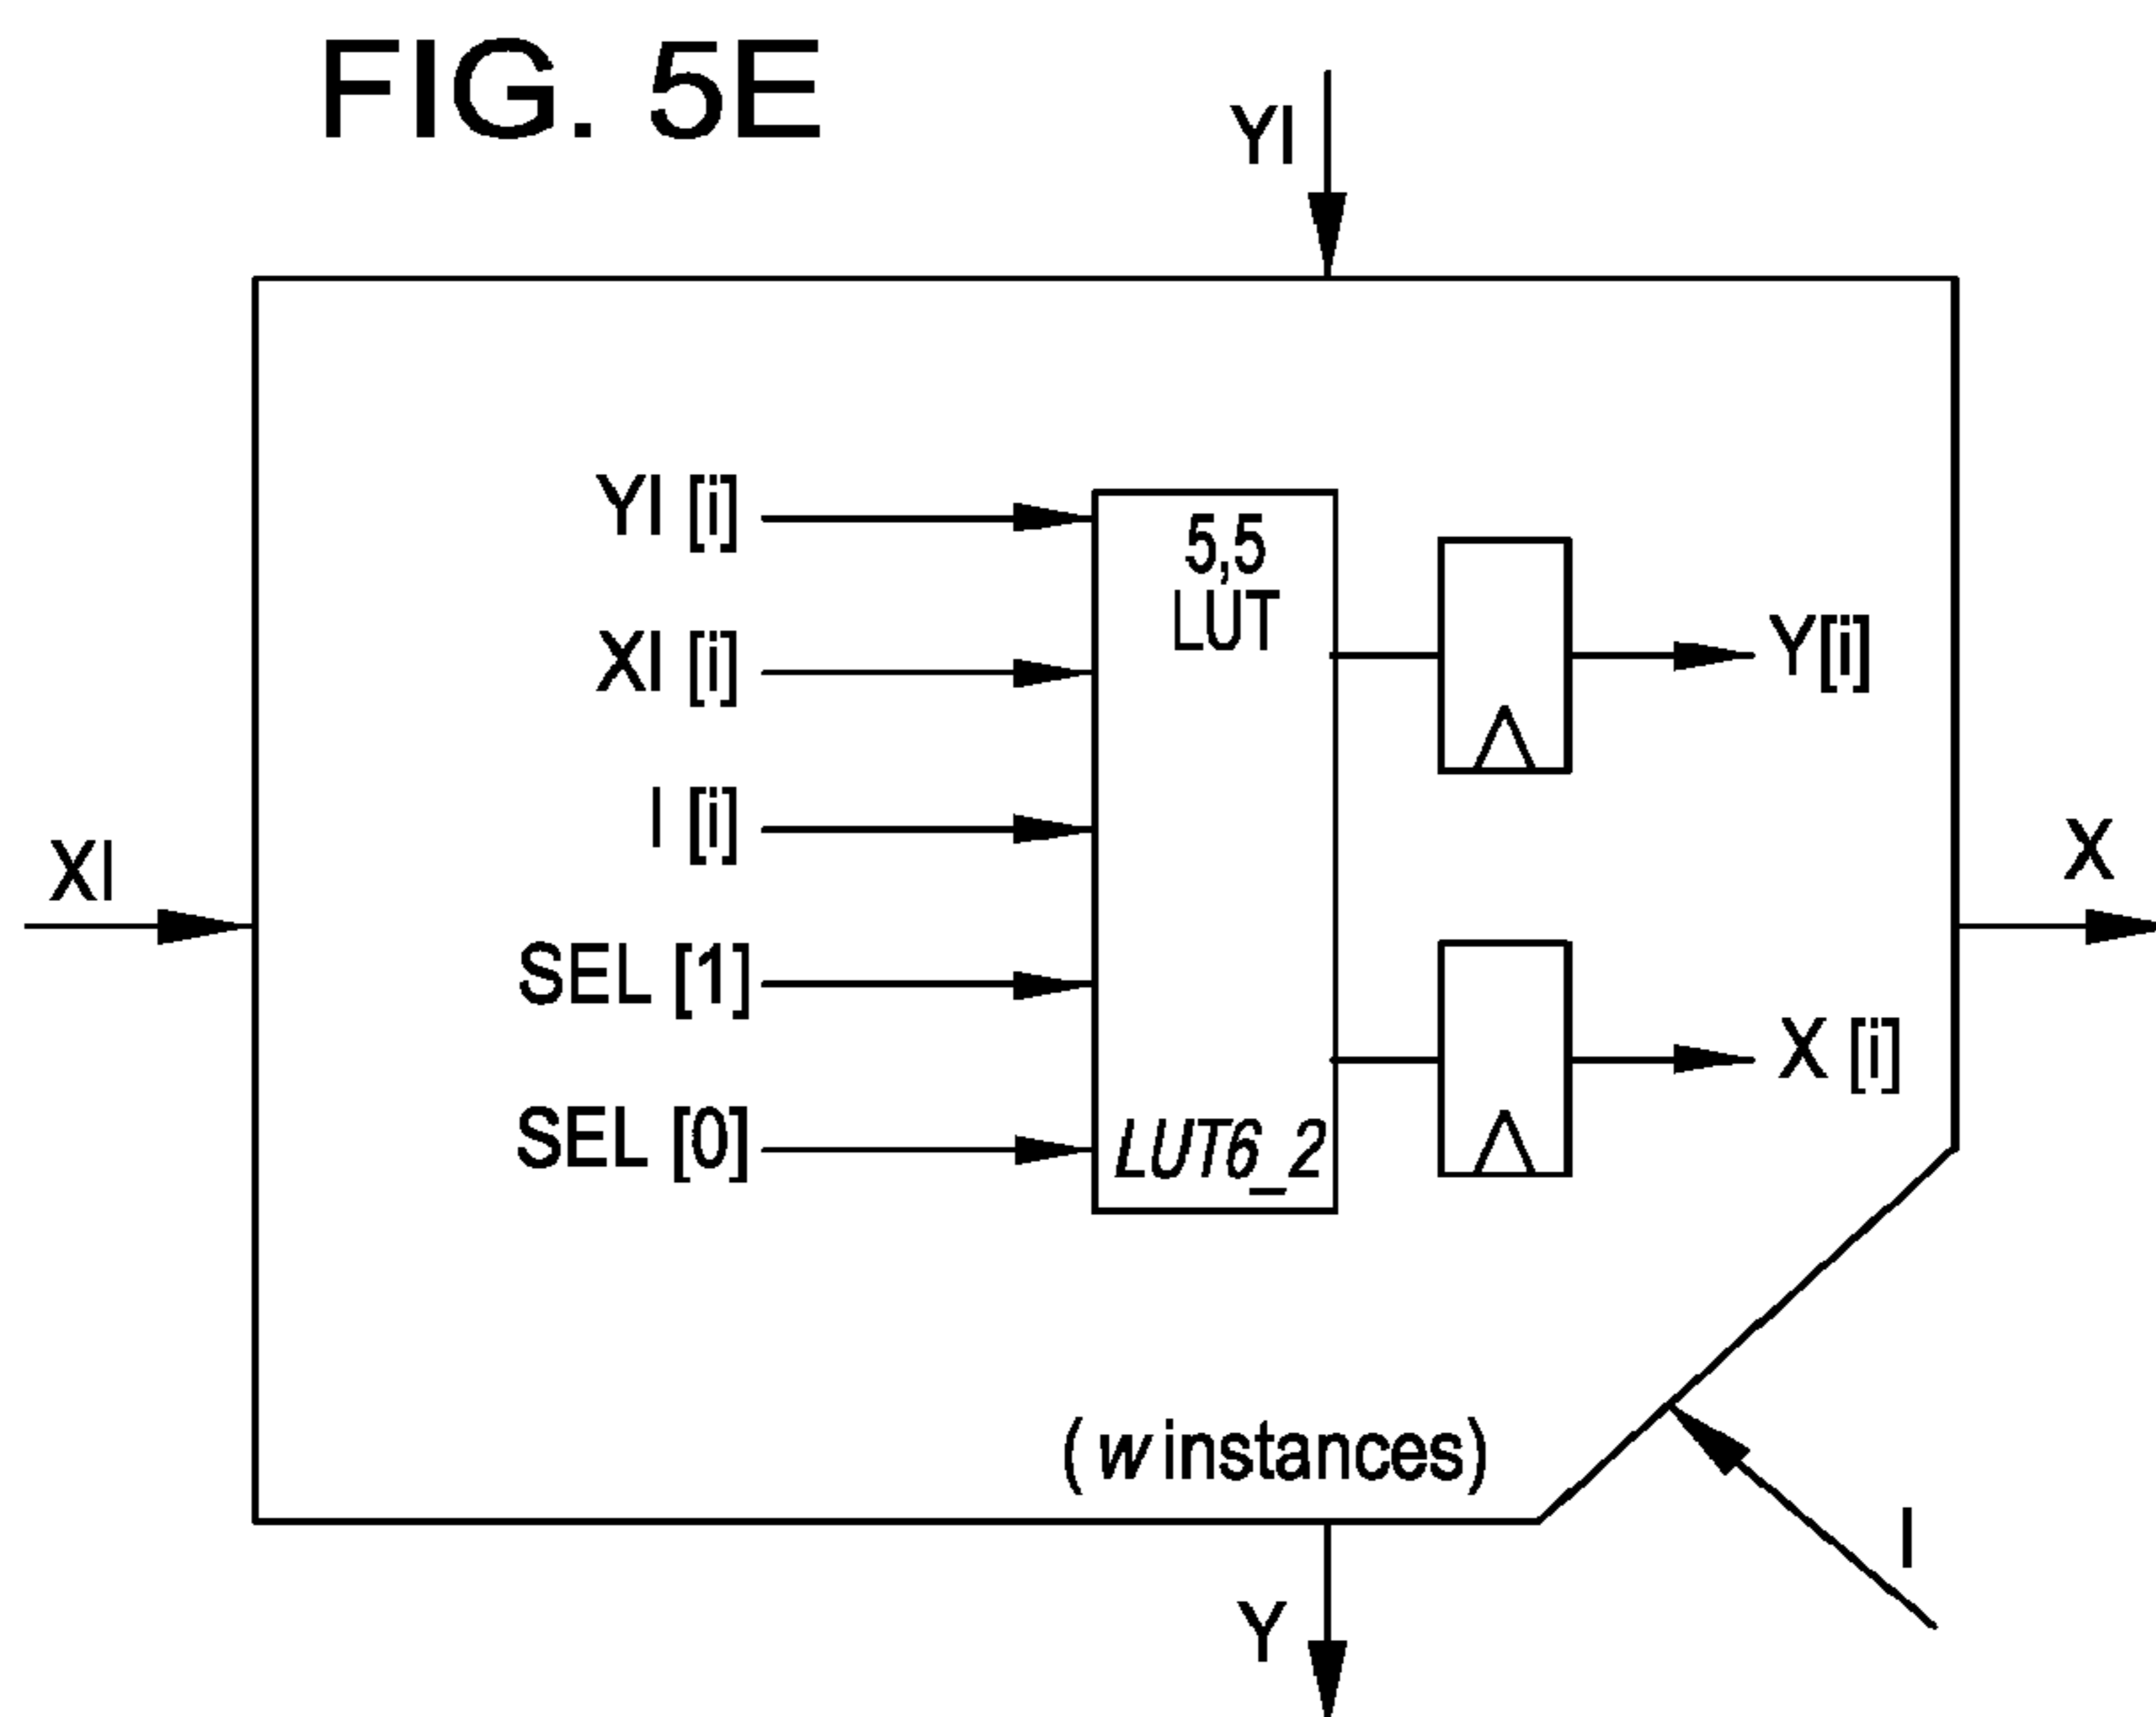 FIG. 5E
YI
YI [i]
5,5
LUT
XI [i]
Y[i]
I [i]
XI
X
SEL [1]
X [i]
SEL [0]
LUT6_2
(w instances)
I
Y